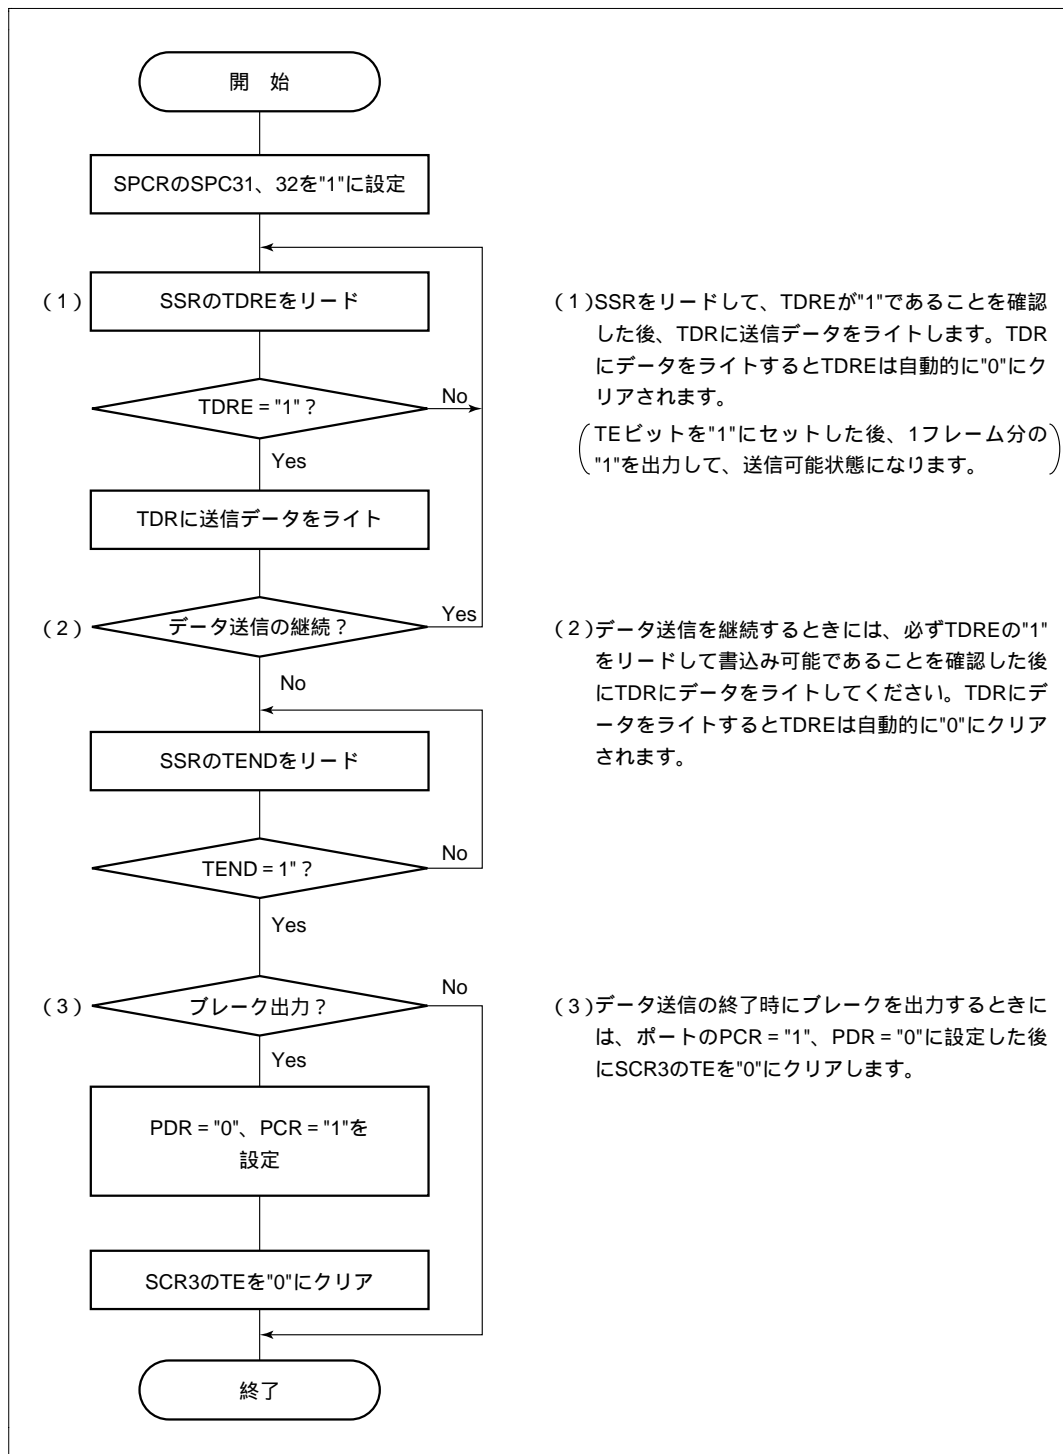 開　始
SPCRのSPC31、32を"1"に設定
（1）
SSRのTDREをリード
TDRE = "1"？
No
Yes
TDRに送信データをライト
（2）
データ送信の継続？
Yes
No
SSRのTENDをリード
TEND = 1"？
No
Yes
（3）
ブレーク出力？
No
Yes
PDR = "0"、PCR = "1"を
設定
SCR3のTEを"0"にクリア
終了
（1）SSRをリードして、TDREが"1"であることを確認
した後、TDRに送信データをライトします。TDR
にデータをライトするとTDREは自動的に"0"にク
リアされます。
（TEビットを"1"にセットした後、1フレーム分の
"1"を出力して、送信可能状態になります。）
（2）データ送信を継続するときには、必ずTDREの"1"
をリードして書込み可能であることを確認した後
にTDRにデータをライトしてください。TDRにデ
ータをライトするとTDREは自動的に"0"にクリア
されます。
（3）データ送信の終了時にブレークを出力するときに
は、ポートのPCR = "1"、PDR = "0"に設定した後
にSCR3のTEを"0"にクリアします。